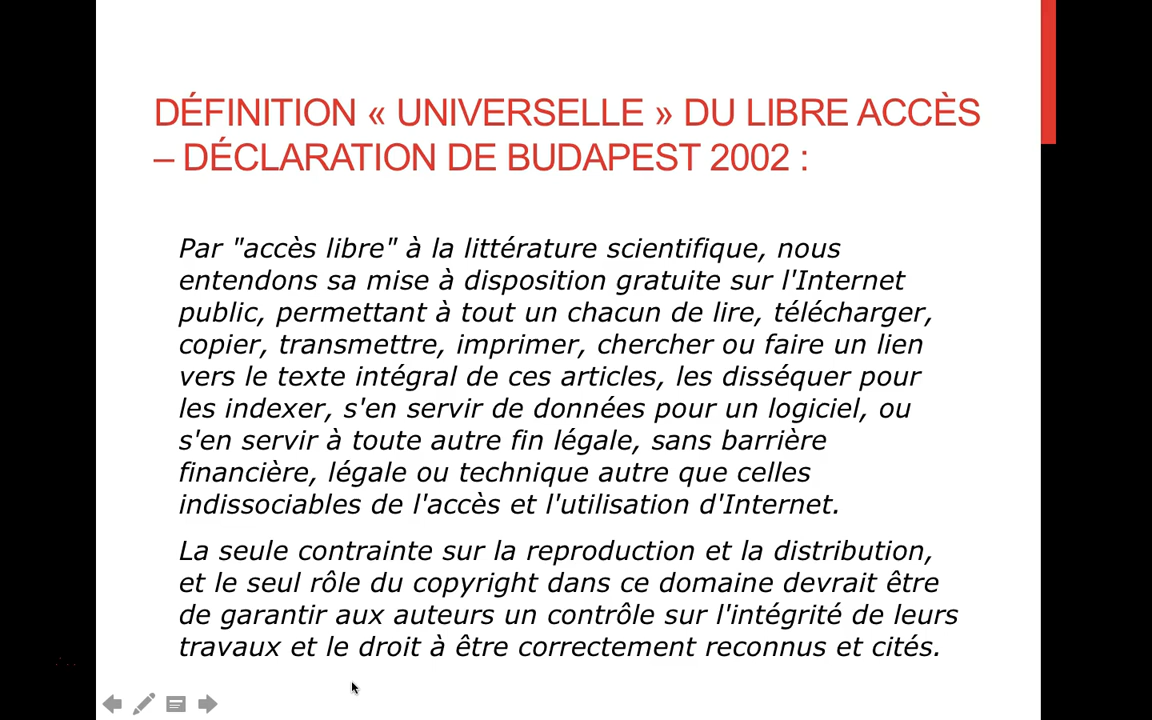 DÉFINITION « UNIVERSELLE » DU LIBRE ACCÈS
– DÉCLARATION DE BUDAPEST 2002 :
Par "accès libre" à la littérature scientifique, nous
entendons sa mise à disposition gratuite sur l'Internet
public, permettant à tout un chacun de lire, télécharger,
copier, transmettre, imprimer, chercher ou faire un lien
vers le texte intégral de ces articles, les disséquer pour
les indexer, s'en servir de données pour un logiciel, ou
s'en servir à toute autre fin légale, sans barrière
financière, légale ou technique autre que celles
indissociables de l'accès et l'utilisation d'Internet.
La seule contrainte sur la reproduction et la distribution,
et le seul rôle du copyright dans ce domaine devrait être
de garantir aux auteurs un contrôle sur l'intégrité de leurs
travaux et le droit à être correctement reconnus et cités.